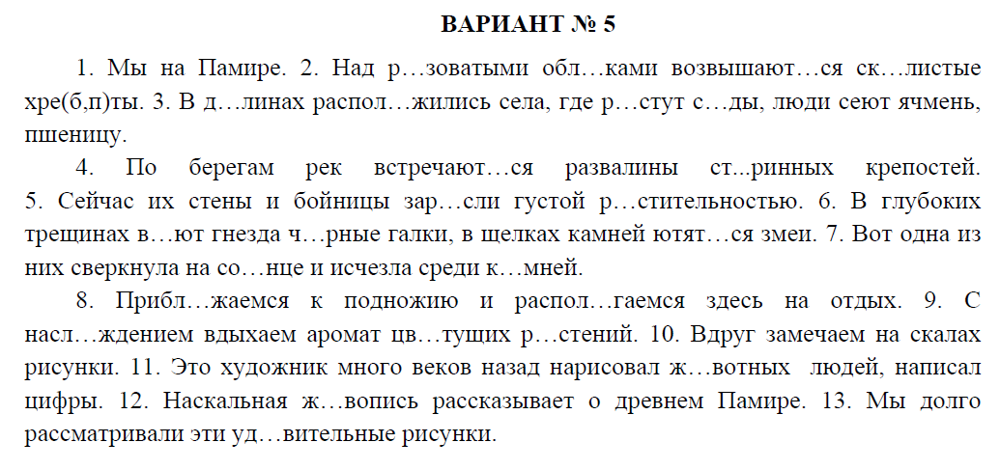 ВАРИАНТ № 5
1. Мы на Памире. 2. Над р…зоватыми обл…ками возвышают…ся ск…листые
хре(б,п)ты. 3. В д…линах распол…жились села, где р…стут с…ды, люди сеют ячмень,
пшеницу.
4. По берегам рек встречают…ся развалины ст...ринных крепостей.
5. Сейчас их стены и бойницы зар…сли густой р…стительностью. 6. В глубоких
трещинах в…ют гнезда ч…рные галки, в щелках камней ютят…ся змеи. 7. Вот одна из
них сверкнула на со…нце и исчезла среди к…мней.
8. Прибл…жаемся к подножию и распол…гаемся здесь на отдых. 9. С
насл…ждением вдыхаем аромат цв…тущих р…стений. 10. Вдруг замечаем на скалах
рисунки. 11. Это художник много веков назад нарисовал ж…вотных  людей, написал
цифры. 12. Наскальная ж…вопись рассказывает о древнем Памире. 13. Мы долго
рассматривали эти уд…вительные рисунки.